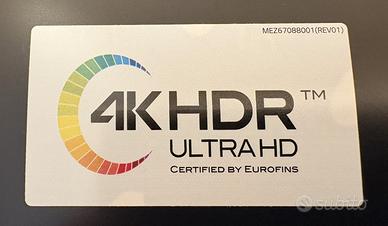 MEZ67088001(REV01)
4K HDR™
ULTRA HD
CERTIFIED BY EUROFINS
subito